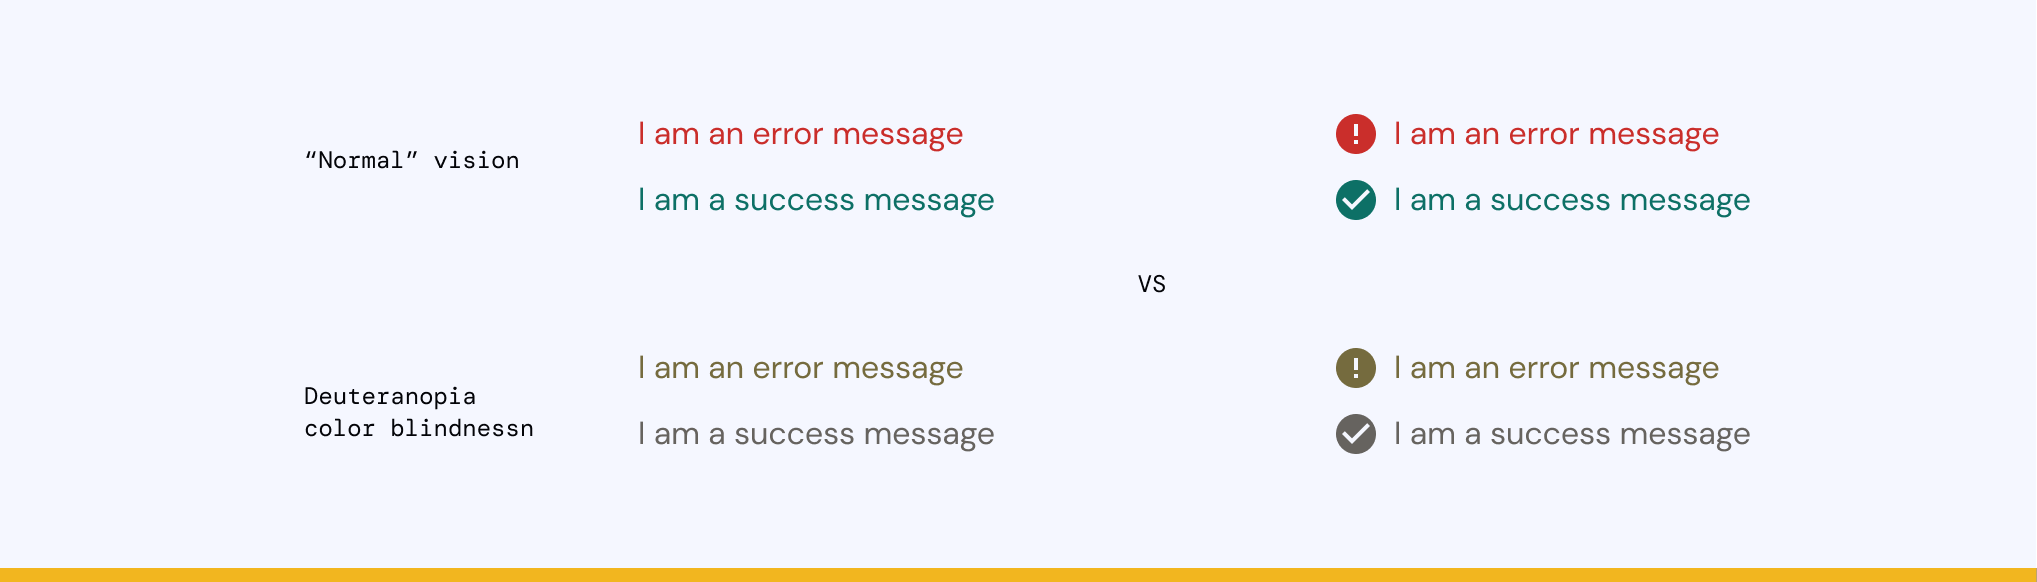 “Normal” vision
I am an error message
I am a success message
I am an error message
I am a success message
VS
Deuteranopia
color blindnessn
I am an error message
I am a success message
I am an error message
I am a success message